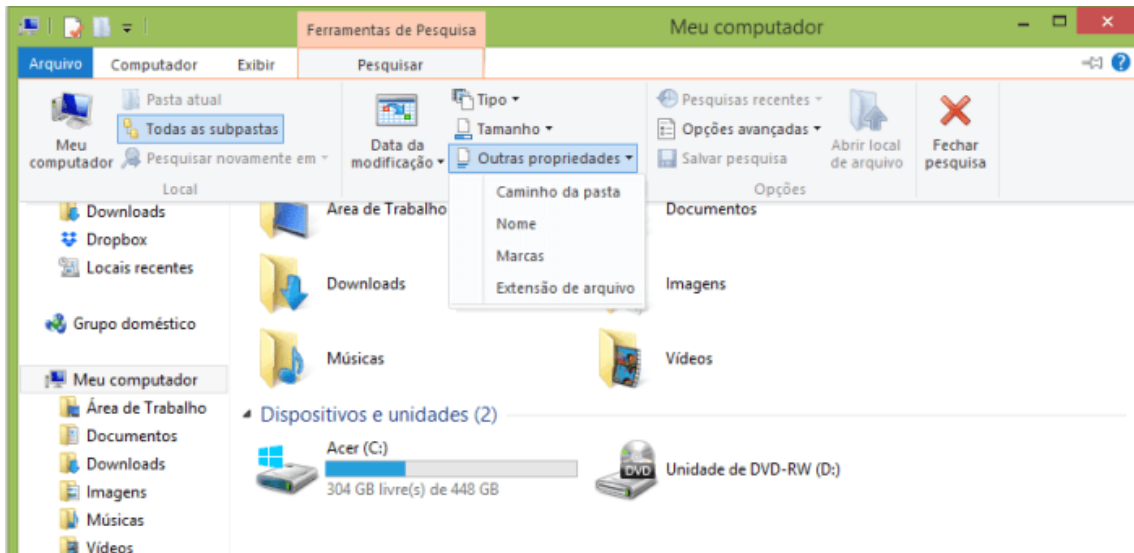 Ferramentas de Pesquisa
Meu computador
Arquivo
Computador
Exibir
Pesquisar
Meu computador
Pasta atual
Todas as subpastas
Pesquisar novamente em
Local
Data da modificação
Tipo
Tamanho
Outras propriedades
Caminho da pasta
Nome
Marcas
Extensão de arquivo
Pesquisas recentes
Opções avançadas
Salvar pesquisa
Abrir local de arquivo
Opções
Fechar pesquisa
Downloads
Dropbox
Locais recentes
Grupo doméstico
Meu computador
Área de Trabalho
Documentos
Downloads
Imagens
Músicas
Vídeos
Área de Trabalho
Documentos
Downloads
Imagens
Músicas
Vídeos
Dispositivos e unidades (2)
Acer (C:)
304 GB livre(s) de 448 GB
DVD
Unidade de DVD-RW (D:)